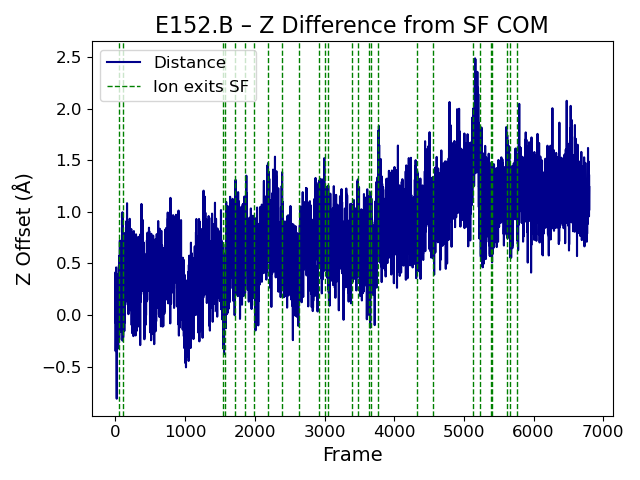 E152.B – Z Difference from SF COM
Distance
Ion exits SF
Z Offset (Å)
2.5
2.0
1.5
1.0
0.5
0.0
−0.5
0 1000 2000 3000 4000 5000 6000 7000
Frame